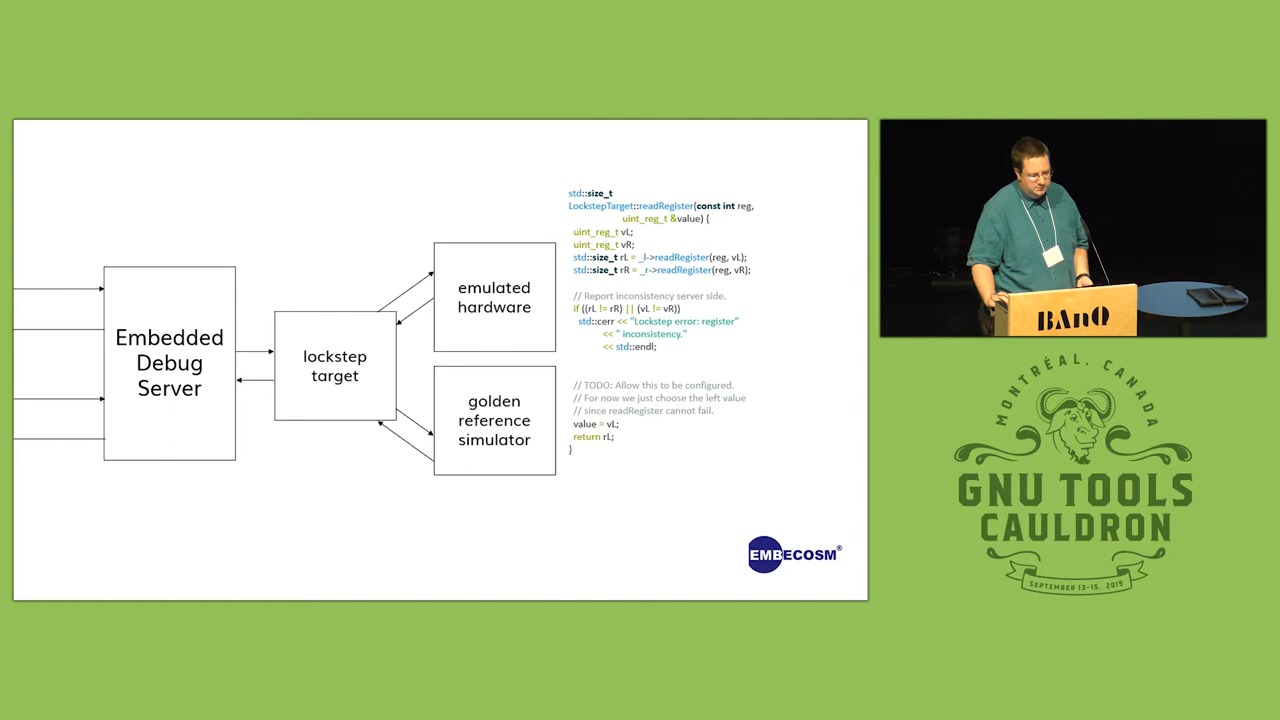 Embedded
Debug
Server
lockstep
target
emulated
hardware
golden
reference
simulator
std::size_t
LockstepTarget::readRegister(const int reg,
uint_reg_t &value) {
uint_reg_t vL;
uint_reg_t vR;
std::size_t rL = _l->readRegister(reg, vL);
std::size_t rR = _r->readRegister(reg, vR);
// Report inconsistency server side.
if ((rL != rR) || (vL != vR))
std::cerr << "Lockstep error: register"
<< " inconsistency."
<< std::endl;
// TODO: Allow this to be configured.
// For now we just choose the left value
// since readRegister cannot fail.
value = vL;
return rL;
}
EMBECOSM®
BAnQ
MONTRÉAL, CANADA
GNU TOOLS
CAULDRON
SEPTEMBER 13-15, 2019